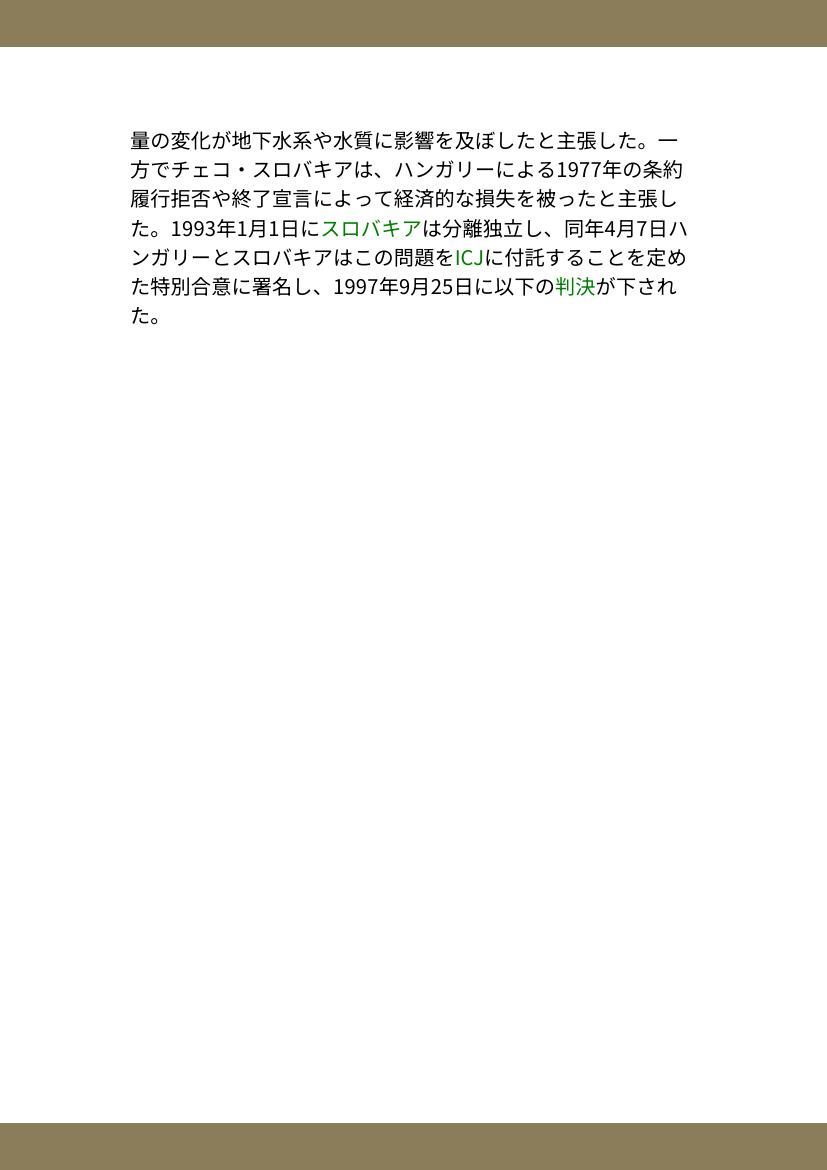 量の変化が地下水系や水質に影響を及ぼしたと主張した。一
方でチェコ・スロバキアは、ハンガリーによる1977年の条約
履行拒否や終了宣言によって経済的な損失を被ったと主張し
た。1993年1月1日にスロバキアは分離独立し、同年4月7日ハ
ンガリーとスロバキアはこの問題をICJに付託することを定め
た特別合意に署名し、1997年9月25日に以下の判決が下され
た。